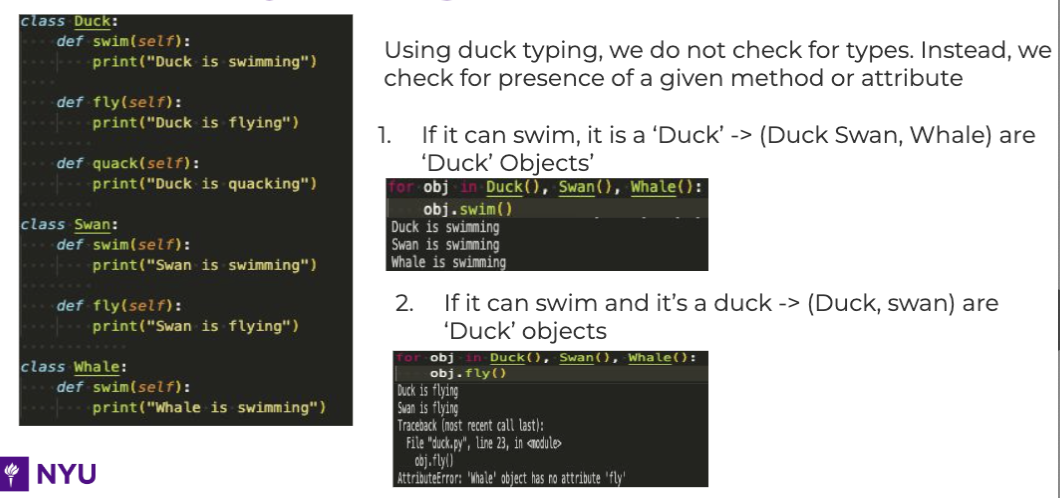 class Duck:
def swim(self):
print("Duck is swimming")
def fly(self):
print("Duck is flying")
def quack(self):
print("Duck is quacking")
class Swan:
def swim(self):
print("Swan is swimming")
def fly(self):
print("Swan is flying")
class Whale:
def swim(self):
print("Whale is swimming")
NYU
Using duck typing, we do not check for types. Instead, we
check for presence of a given method or attribute
1. If it can swim, it is a ‘Duck’ -> (Duck Swan, Whale) are
‘Duck’ Objects’
for obj in Duck(), Swan(), Whale():
obj.swim()
Duck is swimming
Swan is swimming
Whale is swimming
2. If it can swim and it’s a duck -> (Duck, swan) are
‘Duck’ objects
for obj in Duck(), Swan(), Whale():
obj.fly()
Duck is flying
Swan is flying
Traceback (most recent call last):
File "duck.py", line 23, in <module>
obj.fly()
AttributeError: 'Whale' object has no attribute 'fly'